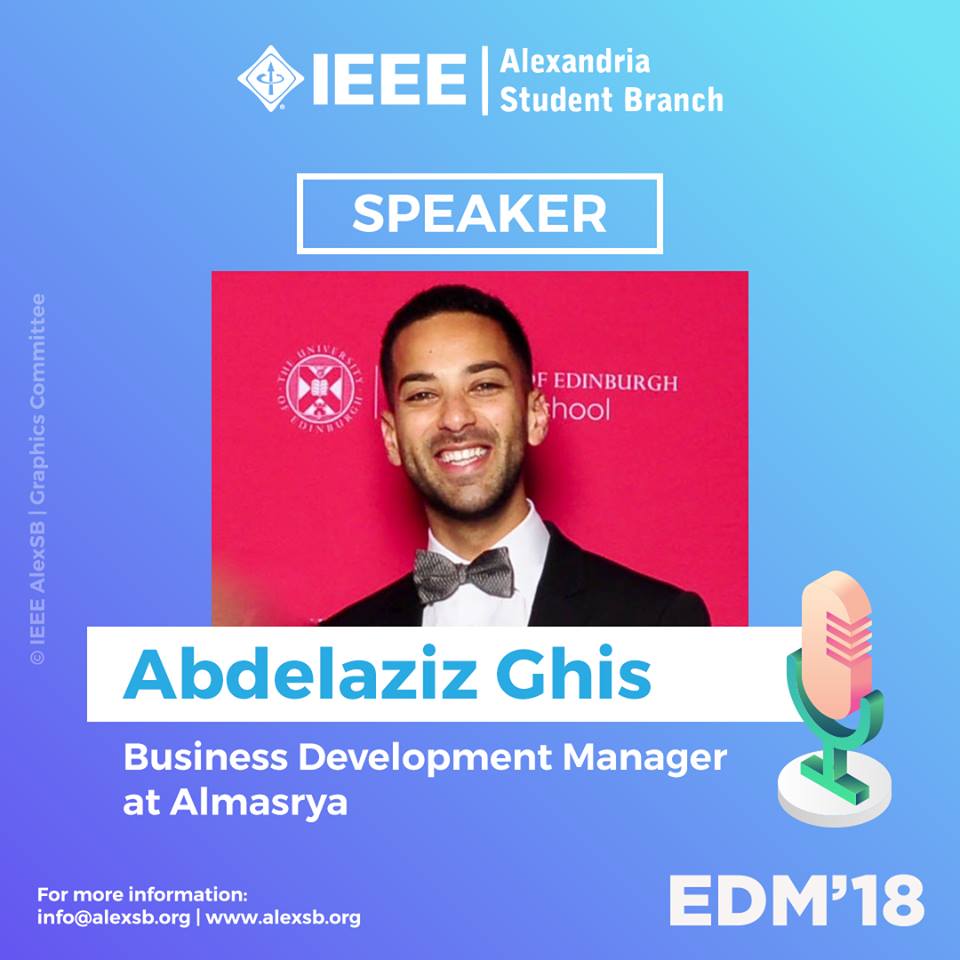 IEEE
Alexandria
Student Branch
SPEAKER
THE UNIVERSITY
OF EDINBURGH
OF EDINBURGH
hool
© IEEE AlexSB | Graphics Committee
Abdelaziz Ghis
Business Development Manager
at Almasrya
For more information:
info@alexsb.org | www.alexsb.org
EDM’18